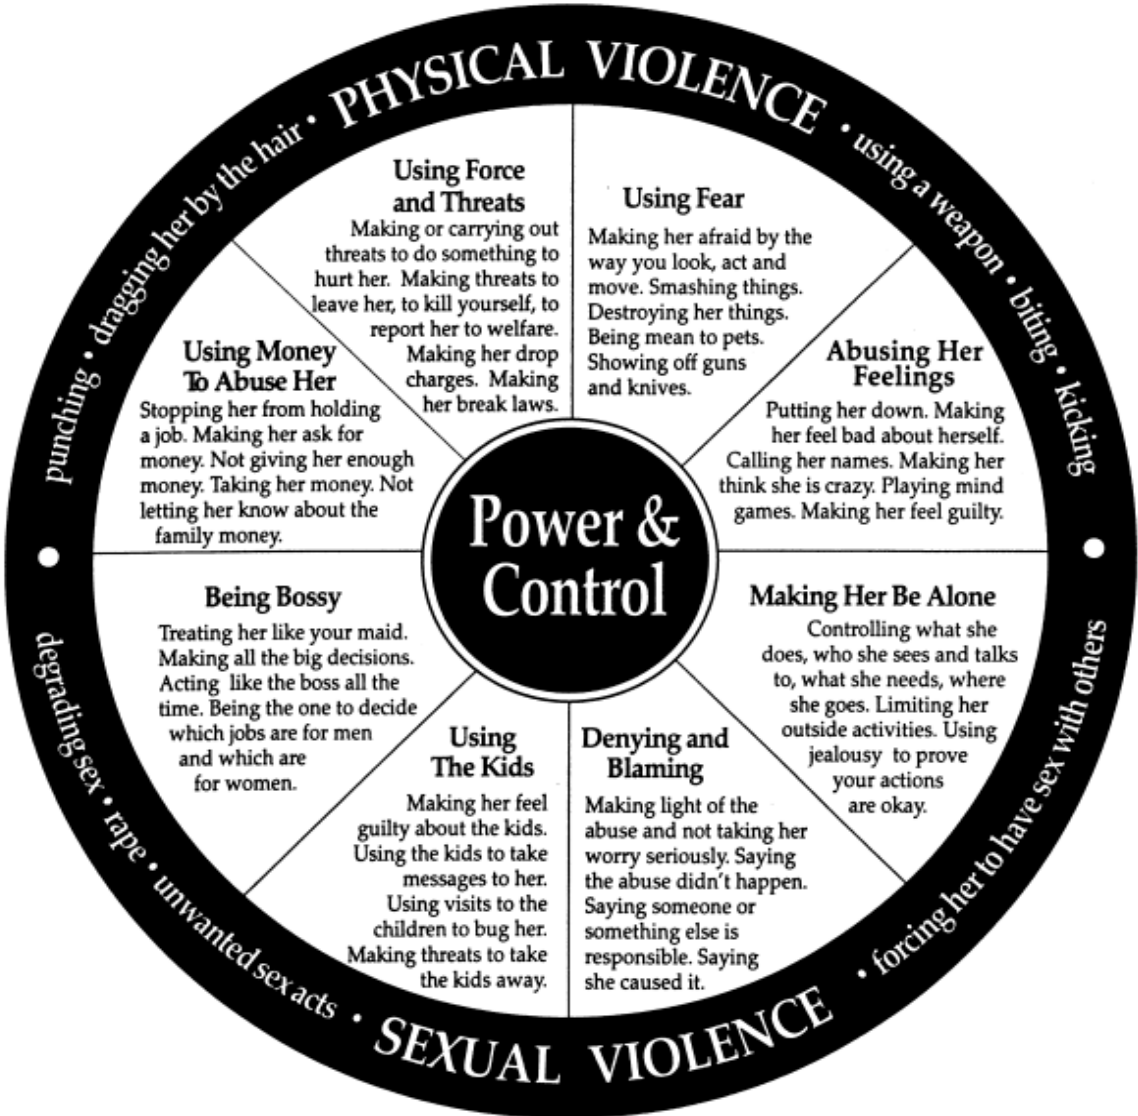 PHYSICAL VIOLENCE
• using a weapon • biting • kicking
punching • dragging her by the hair •
Using Force
and Threats
Making or carrying out
threats to do something to
hurt her. Making threats to
leave her, to kill yourself, to
report her to welfare.
Making her drop
charges. Making
her break laws.
Using Fear
Making her afraid by the
way you look, act and
move. Smashing things.
Destroying her things.
Being mean to pets.
Showing off guns
and knives.
Abusing Her
Feelings
Putting her down. Making
her feel bad about herself.
Calling her names. Making her
think she is crazy. Playing mind
games. Making her feel guilty.
Making Her Be Alone
Controlling what she
does, who she sees and talks
to, what she needs, where
she goes. Limiting her
outside activities. Using
jealousy to prove
your actions
are okay.
Denying and
Blaming
Making light of the
abuse and not taking her
worry seriously. Saying
the abuse didn't happen.
Saying someone or
something else is
responsible. Saying
she caused it.
Using
The Kids
Making her feel
guilty about the kids.
Using the kids to take
messages to her.
Using visits to the
children to bug her.
Making threats to take
the kids away.
Being Bossy
Treating her like your maid.
Making all the big decisions.
Acting like the boss all the
time. Being the one to decide
which jobs are for men
and which are
for women.
Using Money
To Abuse Her
Stopping her from holding
a job. Making her ask for
money. Not giving her enough
money. Taking her money. Not
letting her know about the
family money.
Power &
Control
degrading sex • rape • unwanted sex acts •
SEXUAL VIOLENCE
• forcing her to have sex with others